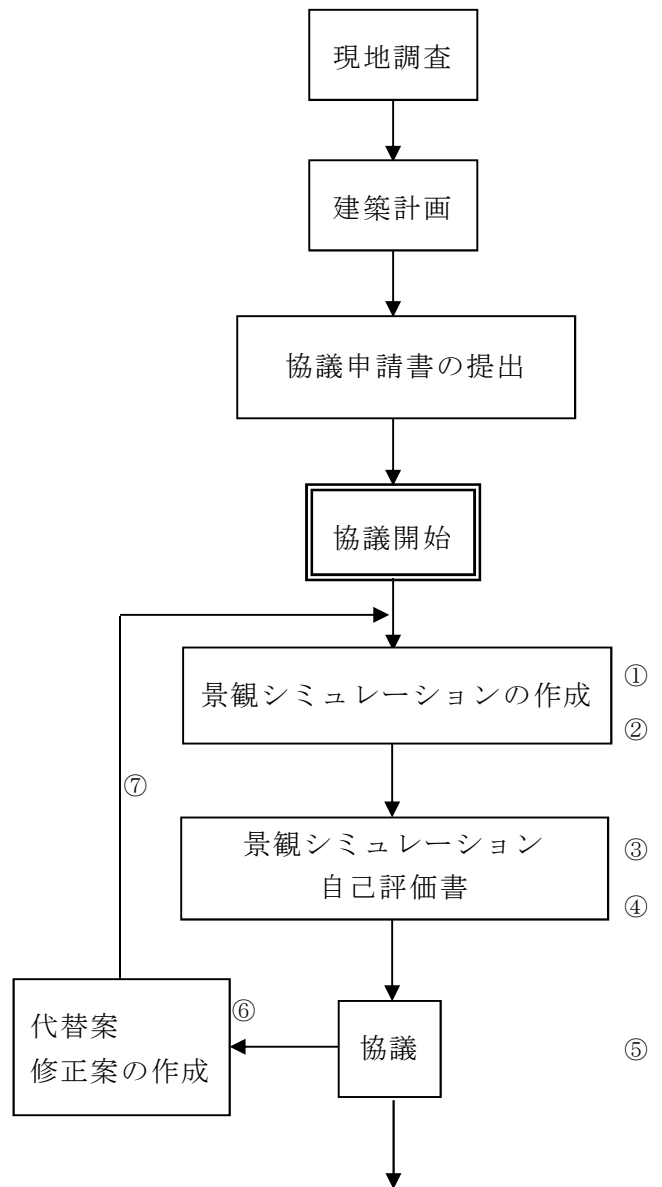 現地調査
建築計画
協議申請書の提出
協議開始
景観シミュレーションの作成
①
②
⑦
景観シミュレーション
自己評価書
③
④
代替案
修正案の作成
⑥
協議
⑤